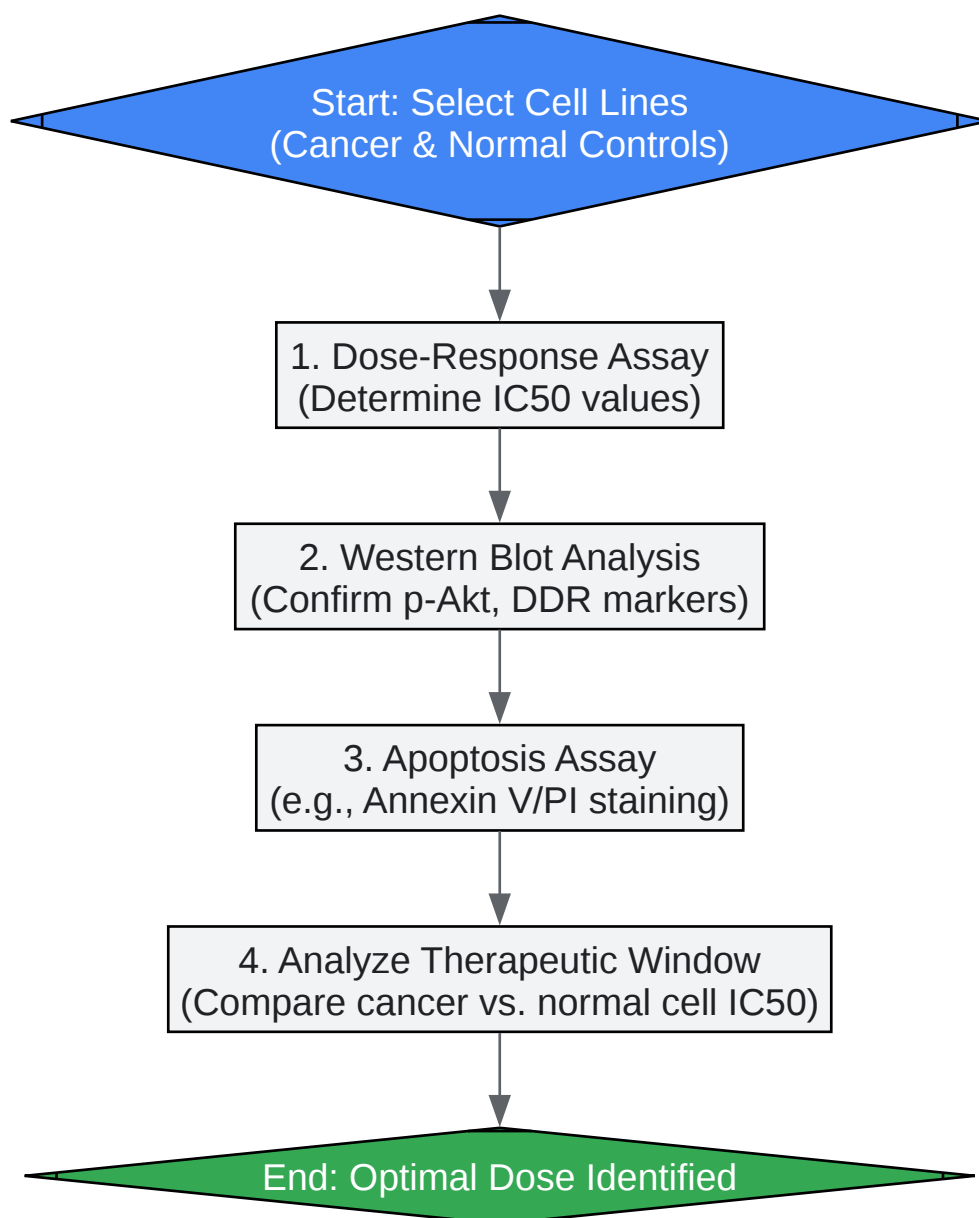 Start: Select Cell Lines
(Cancer & Normal Controls)
1. Dose-Response Assay
(Determine IC50 values)
2. Western Blot Analysis
(Confirm p-Akt, DDR markers)
3. Apoptosis Assay
(e.g., Annexin V/PI staining)
4. Analyze Therapeutic Window
(Compare cancer vs. normal cell IC50)
End: Optimal Dose Identified